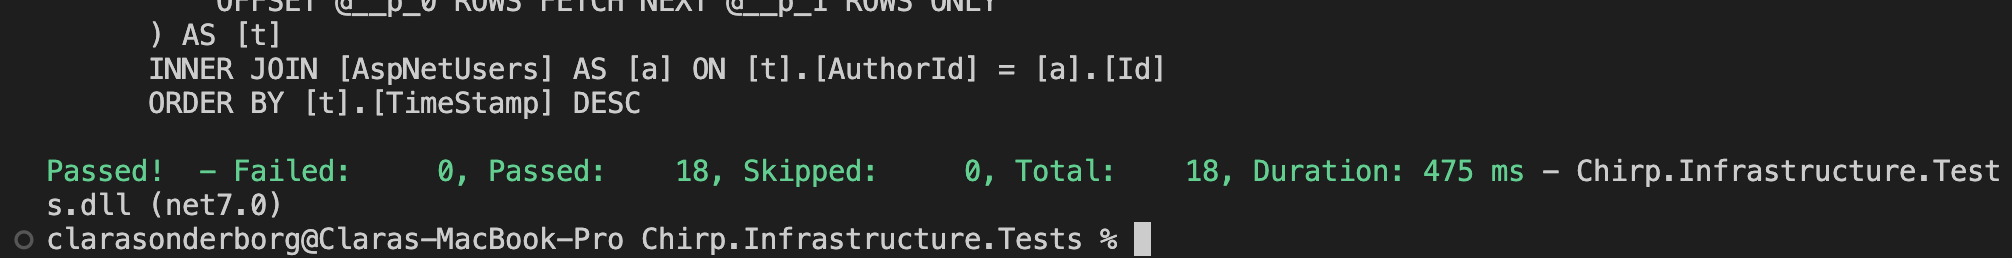 OFFSET @__p_0 ROWS FETCH NEXT @__p_1 ROWS ONLY
) AS [t]
INNER JOIN [AspNetUsers] AS [a] ON [t].[AuthorId] = [a].[Id]
ORDER BY [t].[TimeStamp] DESC
Passed!  - Failed:     0, Passed:    18, Skipped:     0, Total:    18, Duration: 475 ms - Chirp.Infrastructure.Test
s.dll (net7.0)
clarasonderborg@Claras-MacBook-Pro Chirp.Infrastructure.Tests %